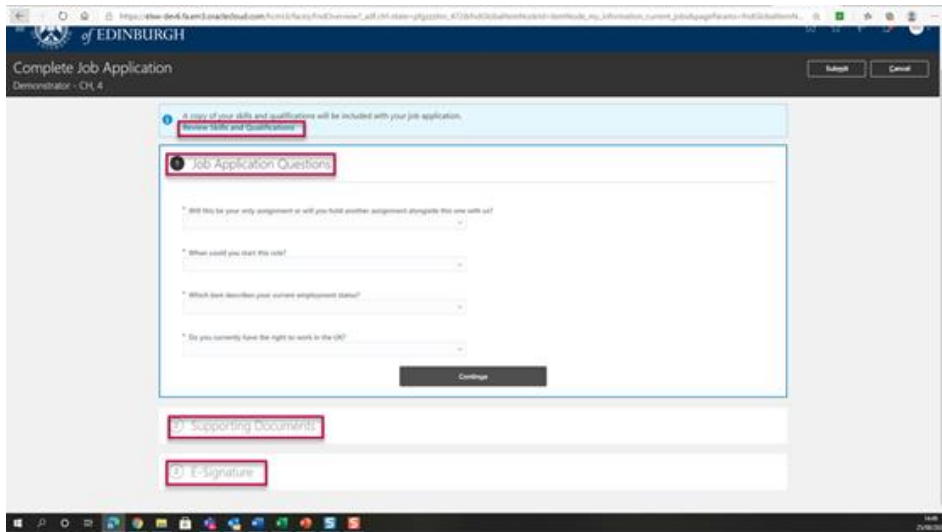 of EDINBURGH
Complete Job Application
Demonstrator - CH, 4
Submit
Cancel
A copy of your skills and qualifications will be included with your job application.
Review Skills and Qualifications
1 Job Application Questions
* Will this be your only assignment or will you hold another assignment alongside this one with us?
* When could you start this role?
* Which best describes your current employment status?
* Do you currently have the right to work in the UK?
Continue
2 Supporting Documents
3 E-Signature